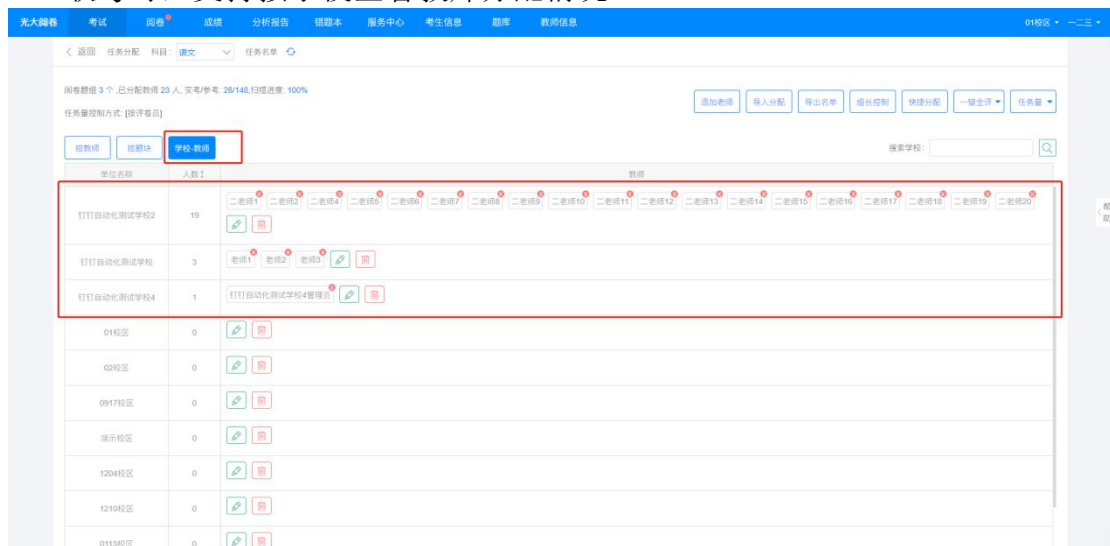 光大阅卷 考试 阅卷 成绩 分析报告 错题本 服务中心 考生信息 题库 教师信息 01校区 一二三
返回 任务分配 科目: 语文 任务名单
阅卷题组 3 个 ,已分配教师 23 人, 实考/参考: 28/148,扫描进度: 100%
任务量控制方式: [按评卷员]
添加老师 导入分配 导出名单 组长控制 快捷分配 一键全评 任务量
按教师 按题块 学校-教师 搜索学校:
单位名称 人数 教师
钉钉自动化测试学校2 19 二老师1 二老师2 二老师4 二老师5 二老师6 二老师7 二老师8 二老师9 二老师10 二老师11 二老师12 二老师13 二老师14 二老师15 二老师16 二老师17 二老师18 二老师19 二老师20
钉钉自动化测试学校 3 老师1 老师2 老师3
钉钉自动化测试学校4 1 钉钉自动化测试学校4管理员
01校区 0
02校区 0
0917校区 0
演示校区 0
1204校区 0
1210校区 0
0113校区 0
帮助